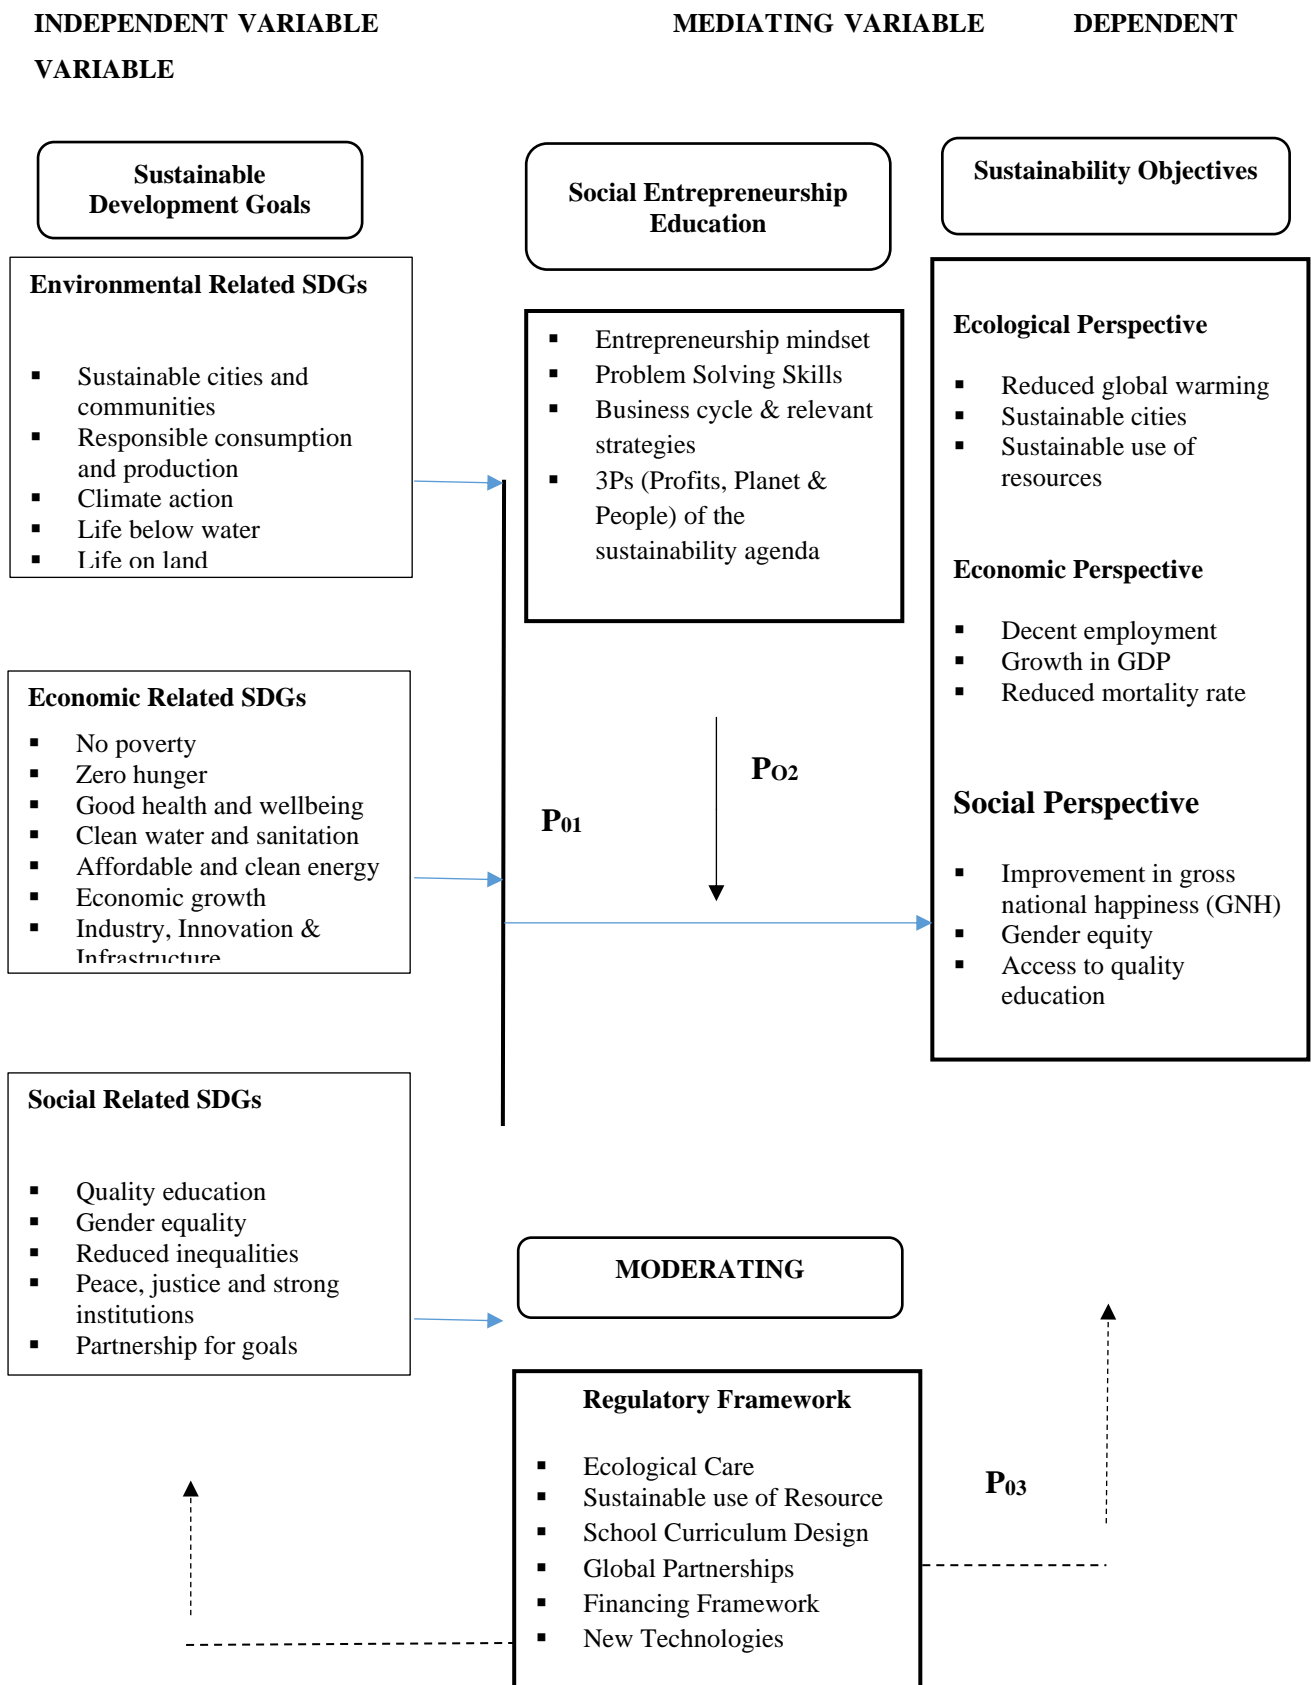 INDEPENDENT VARIABLE MEDIATING VARIABLE DEPENDENT
VARIABLE
Sustainable
Development Goals
Environmental Related SDGs
▪ Sustainable cities and
communities
▪ Responsible consumption
and production
▪ Climate action
▪ Life below water
▪ Life on land
Economic Related SDGs
▪ No poverty
▪ Zero hunger
▪ Good health and wellbeing
▪ Clean water and sanitation
▪ Affordable and clean energy
▪ Economic growth
▪ Industry, Innovation &
Infrastructure
Social Related SDGs
▪ Quality education
▪ Gender equality
▪ Reduced inequalities
▪ Peace, justice and strong
institutions
▪ Partnership for goals
Social Entrepreneurship
Education
▪ Entrepreneurship mindset
▪ Problem Solving Skills
▪ Business cycle & relevant
strategies
▪ 3Ps (Profits, Planet &
People) of the
sustainability agenda
PO2
P01
MODERATING
Regulatory Framework
▪ Ecological Care
▪ Sustainable use of Resource
▪ School Curriculum Design
▪ Global Partnerships
▪ Financing Framework
▪ New Technologies
Sustainability Objectives
Ecological Perspective
▪ Reduced global warming
▪ Sustainable cities
▪ Sustainable use of
resources
Economic Perspective
▪ Decent employment
▪ Growth in GDP
▪ Reduced mortality rate
Social Perspective
▪ Improvement in gross
national happiness (GNH)
▪ Gender equity
▪ Access to quality
education
P03